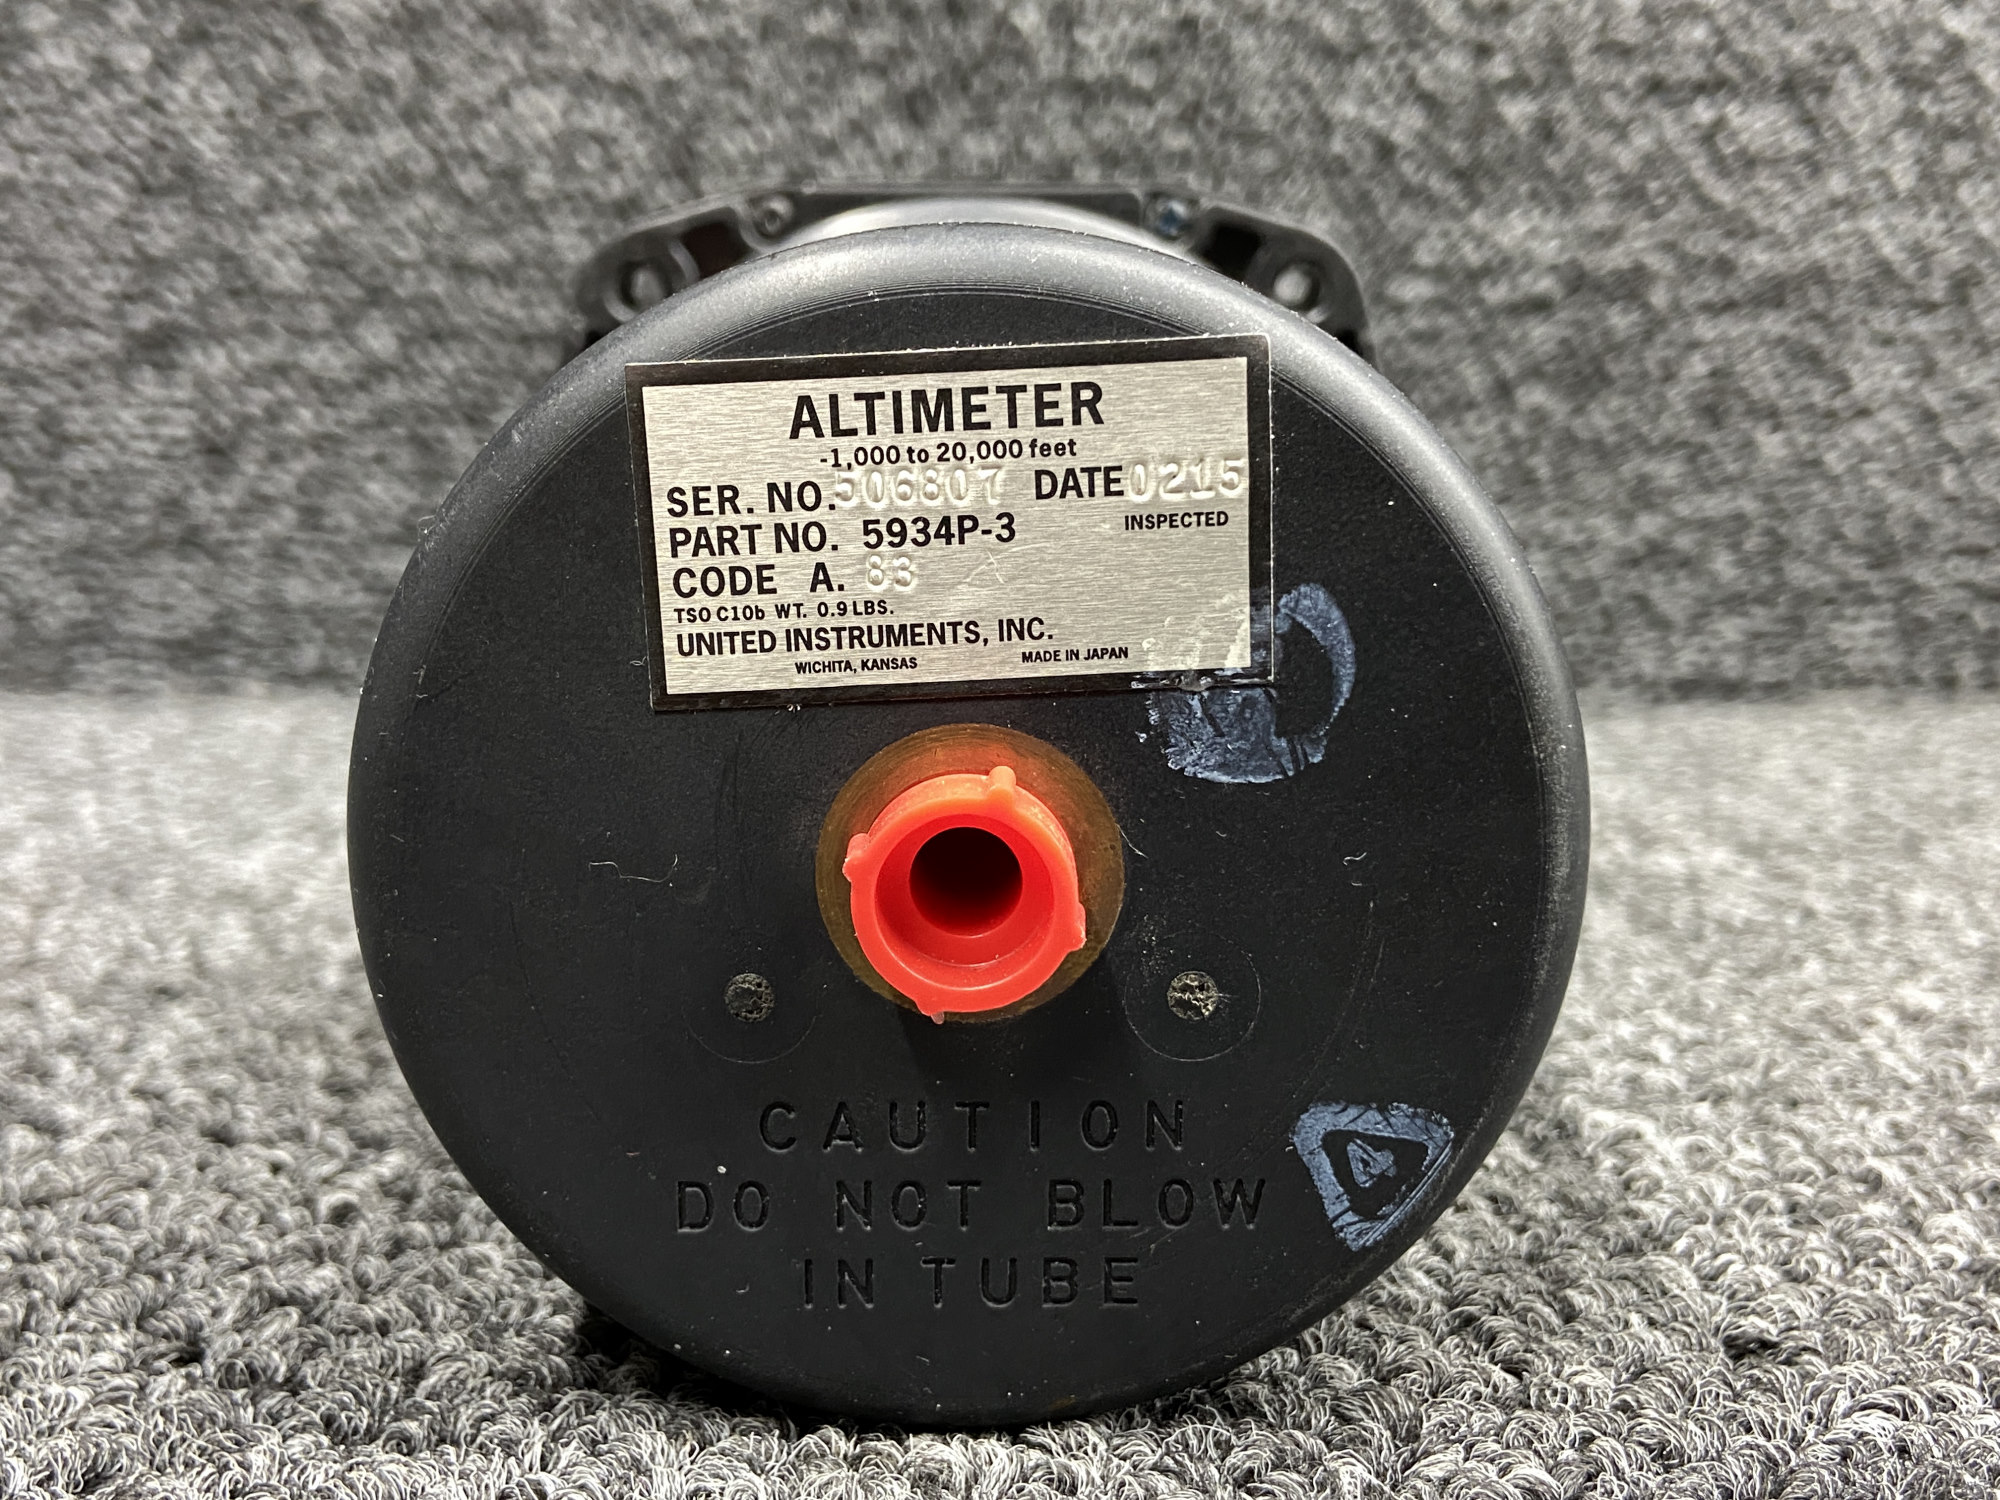 ALTIMETER
-1,000 to 20,000 feet
SER. NO. 506807 DATE 0215
PART NO. 5934P-3 INSPECTED
CODE A. 83
TSO C10b WT. 0.9 LBS.
UNITED INSTRUMENTS, INC.
WICHITA, KANSAS MADE IN JAPAN
CAUTION
DO NOT BLOW
IN TUBE